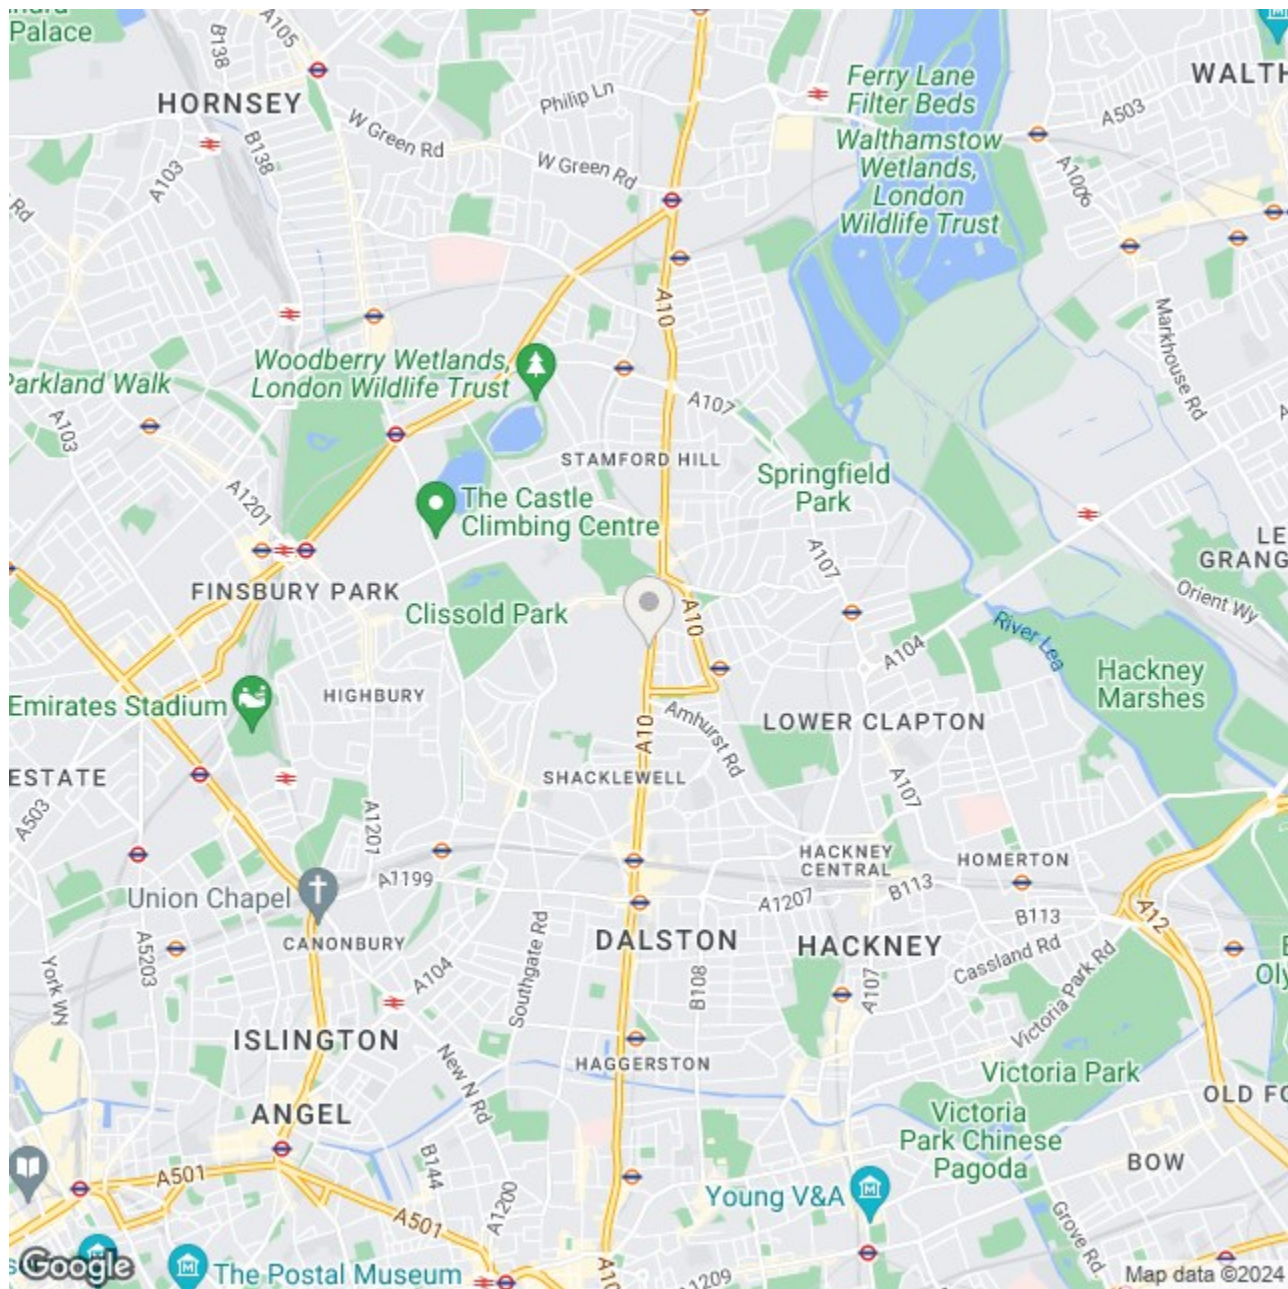 Palace
B138
A105
HORNSEY
Philip Ln
Ferry Lane
Filter Beds
WALTH
A503
W Green Rd
B138
A103
W Green Rd
Walthamstow
Wetlands,
London
Wildlife Trust
A1006
Rd
A10
Markhouse Rd
Woodberry Wetlands,
London Wildlife Trust
Parkland Walk
A107
A103
STAMFORD HILL
Springfield
Park
A1201
The Castle
Climbing Centre
A107
LE
GRANG
FINSBURY PARK
Clissold Park
A10
Orient Wy
River Lea
A104
Hackney
Marshes
Emirates Stadium
HIGHBURY
Amhurst Rd
LOWER CLAPTON
A10
ESTATE
SHACKLEWELL
A107
A503
A1201
HACKNEY
CENTRAL
HOMERTON
A1199
Union Chapel
A1207
B113
B113
A12
CANONBURY
DALSTON
HACKNEY
Cassland Rd
A5203
York Wy
A104
Southgate Rd
B108
A107
Victoria Park Rd
E
Oly
ISLINGTON
New N Rd
HAGGERSTON
Victoria Park
OLD FO
ANGEL
Victoria
Park Chinese
Pagoda
BOW
A501
B144
A1200
Young V&A
A501
Grove Rd
Google
The Postal Museum
A10
A1209
Map data ©2024